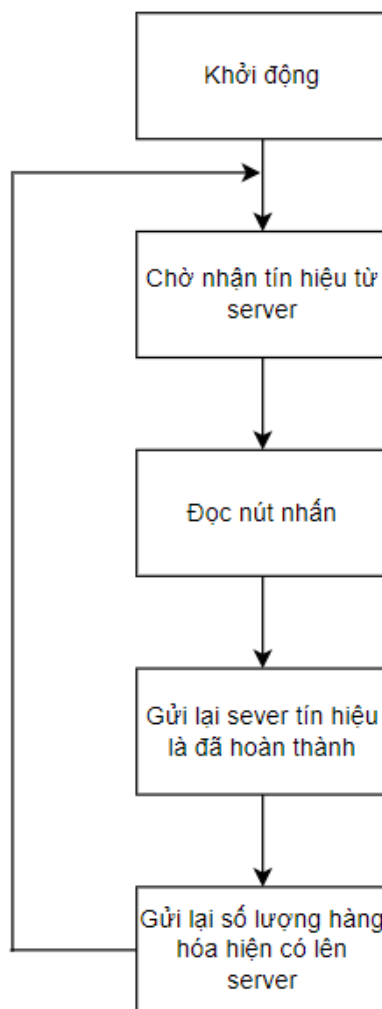 Khởi động
Chờ nhận tín hiệu từ
server
Đọc nút nhấn
Gửi lại sever tín hiệu
là đã hoàn thành
Gửi lại số lượng hàng
hóa hiện có lên
server